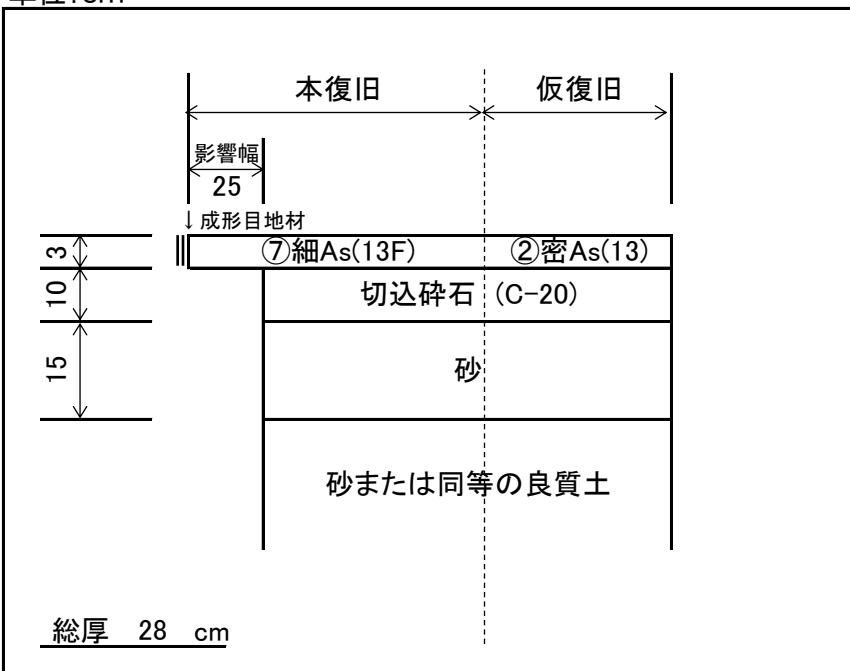 本復旧 仮復旧
影響幅
25
↓成形目地材
3 ⑦細As(13F) ②密As(13)
10 切込砕石 (C-20)
15 砂
砂または同等の良質土
総厚 28 cm